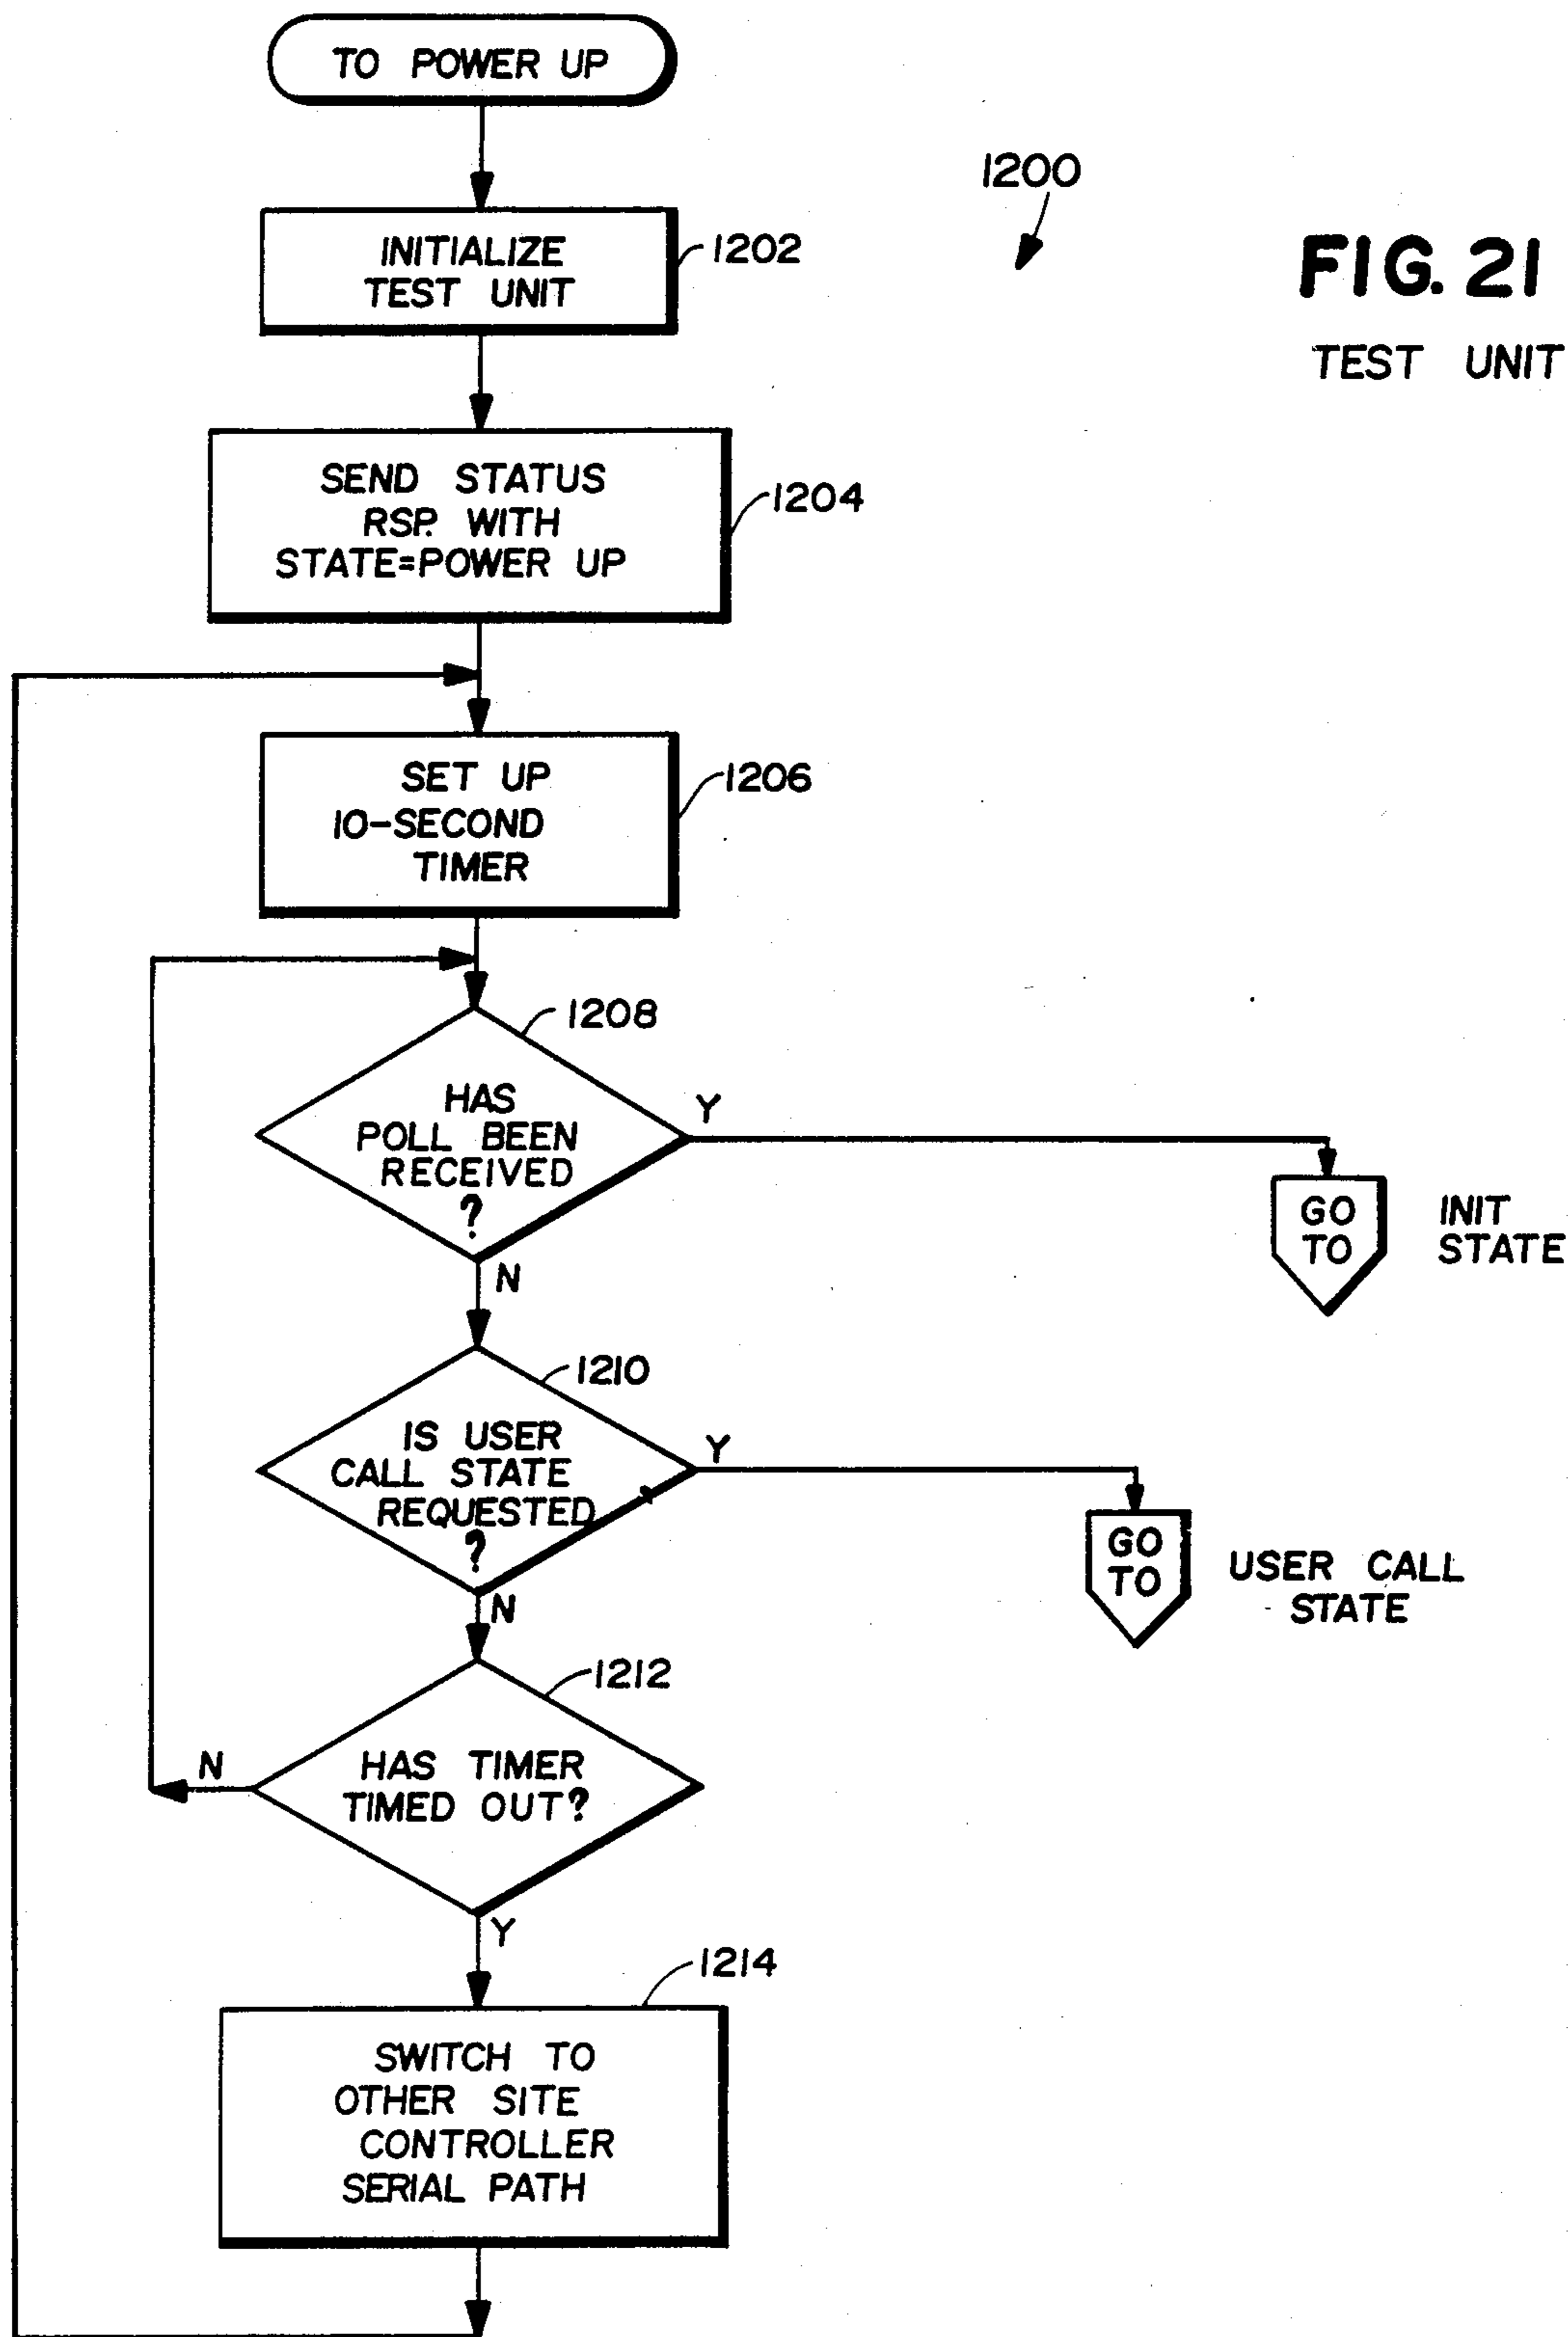 TO POWER UP
1200
FIG. 21
TEST UNIT
INITIALIZE
TEST UNIT
1202
SEND STATUS
RSP. WITH
STATE=POWER UP
1204
SET UP
10-SECOND
TIMER
1206
1208
HAS
POLL BEEN
RECEIVED
?
Y
N
GO
TO
INIT
STATE
1210
IS USER
CALL STATE
REQUESTED
?
Y
N
GO
TO
USER CALL
STATE
1212
HAS TIMER
TIMED OUT?
N
Y
1214
SWITCH TO
OTHER SITE
CONTROLLER
SERIAL PATH